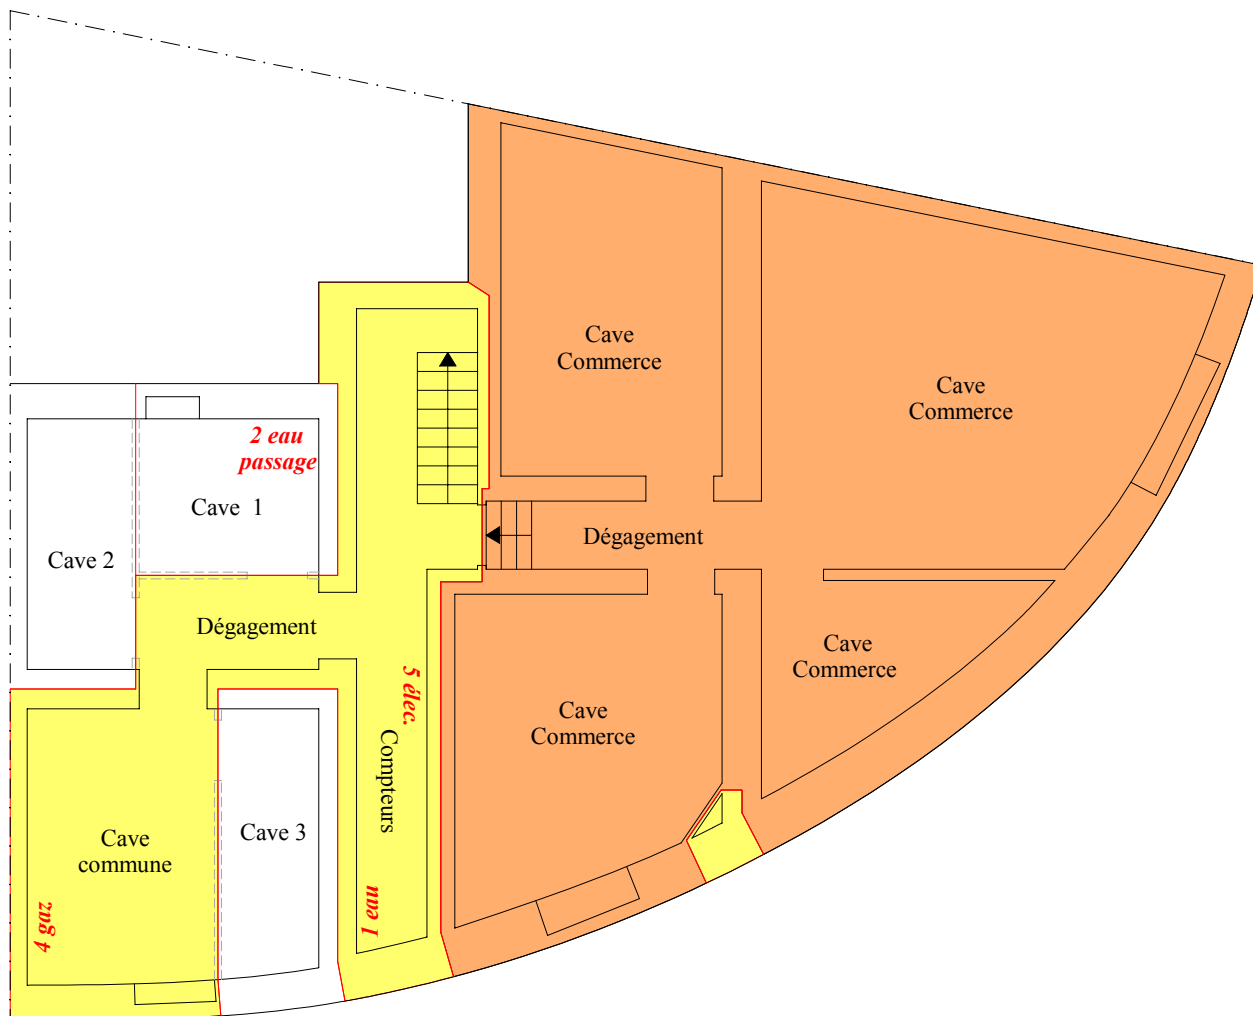 Cave
Commerce
Cave
Commerce
2 eau
passage
Cave 1
Cave 2
Dégagement
Dégagement
Cave
Commerce
5 élec.
Cave
Commerce
Compteurs
Cave 3
Cave
commune
1 eau
4 gaz